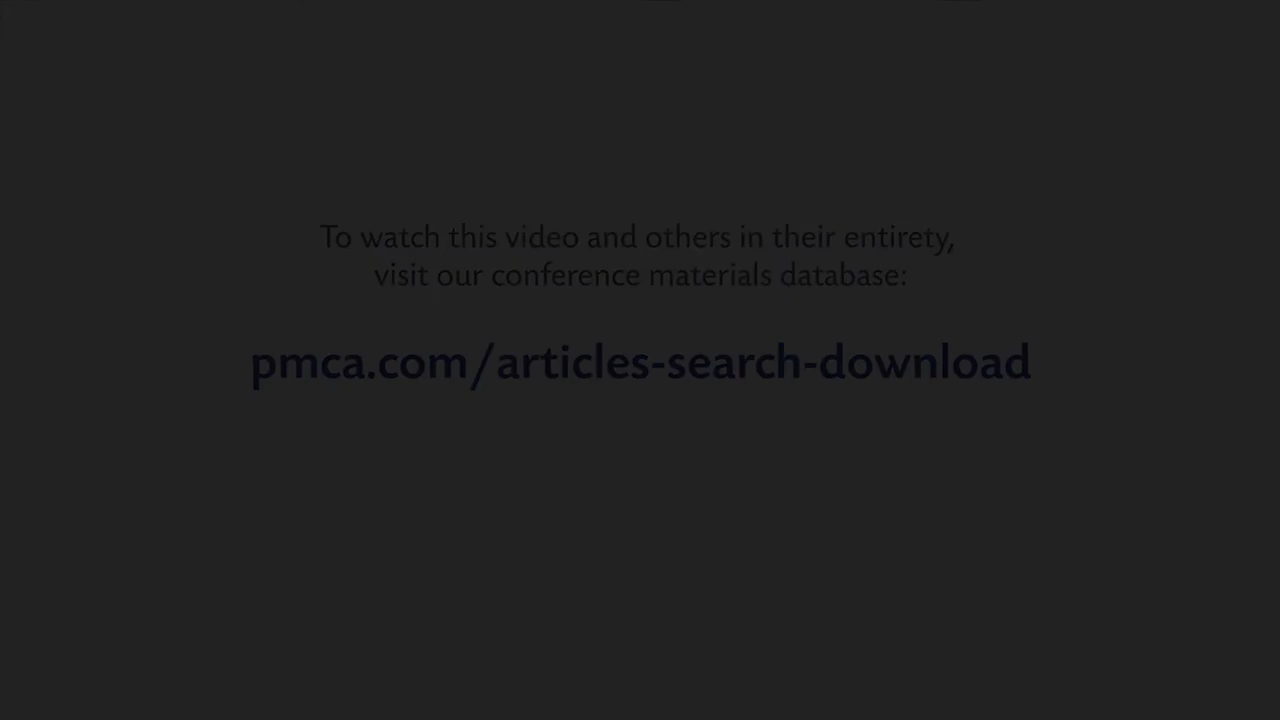 To watch this video and others in their entirety,
visit our conference materials database:
pmca.com/articles-search-download